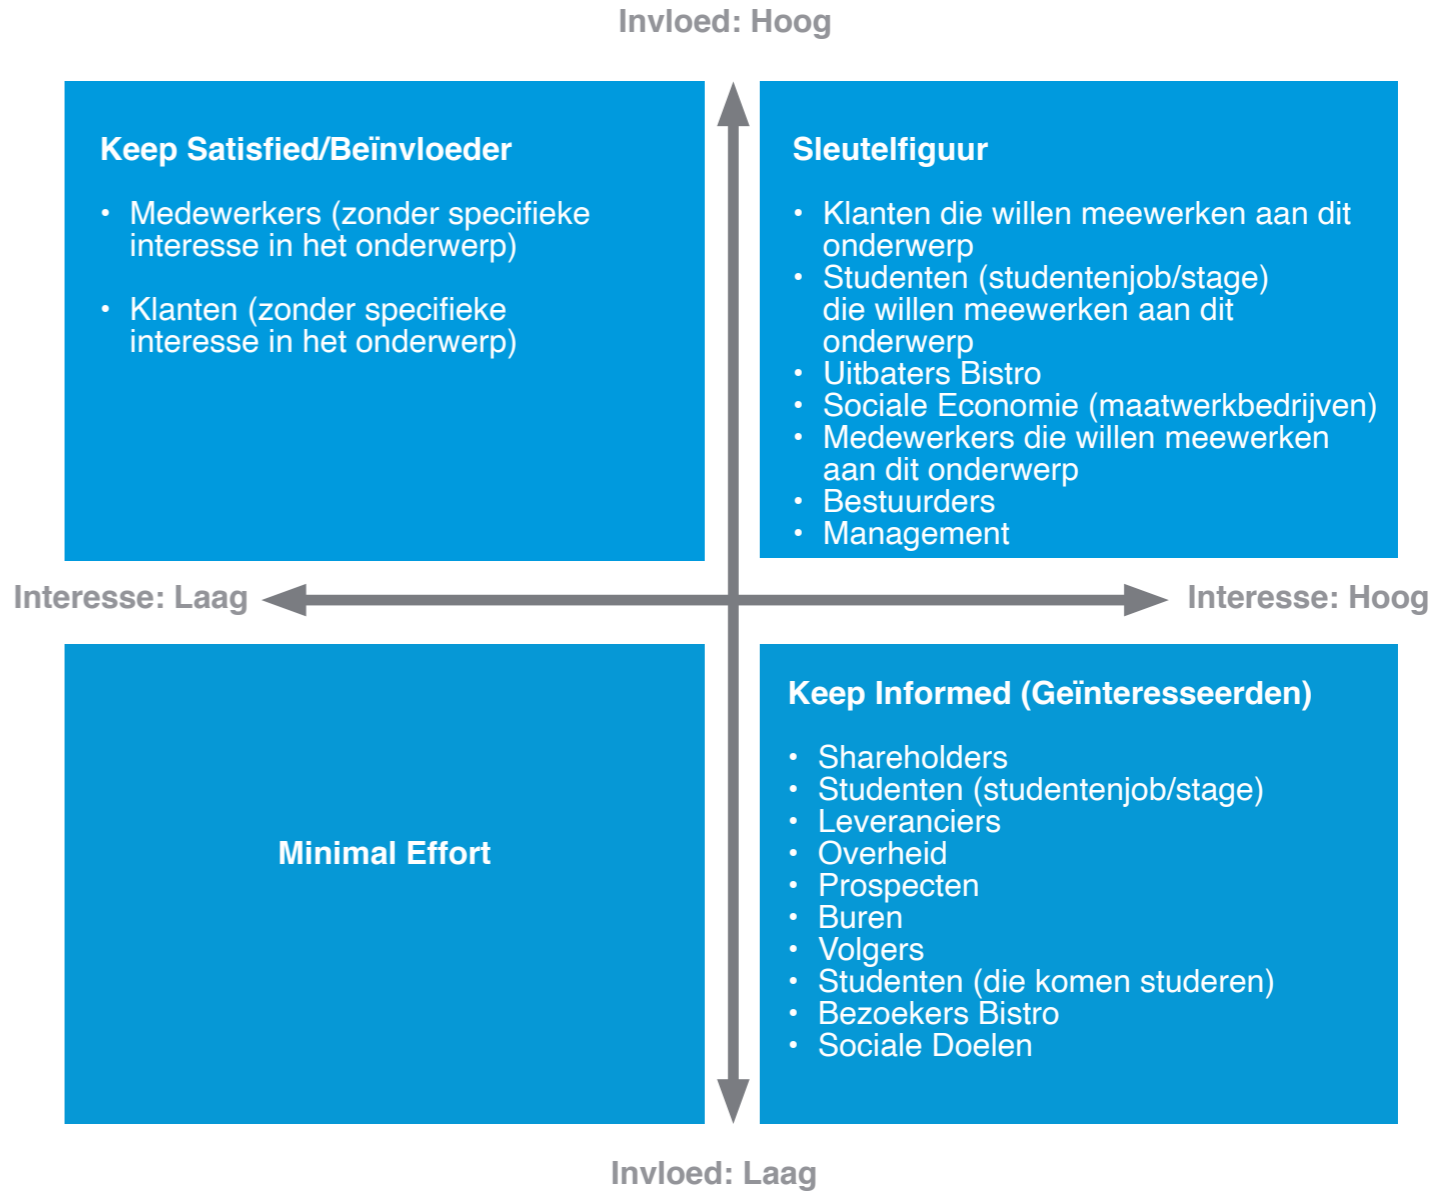 Invloed: Hoog
Keep Satisfied/Beïnvloeder
• Medewerkers (zonder specifieke
interesse in het onderwerp)
• Klanten (zonder specifieke
interesse in het onderwerp)
Sleutelfiguur
• Klanten die willen meewerken aan dit
onderwerp
• Studenten (studentenjob/stage)
die willen meewerken aan dit
onderwerp
• Uitbaters Bistro
• Sociale Economie (maatwerkbedrijven)
• Medewerkers die willen meewerken
aan dit onderwerp
• Bestuurders
• Management
Interesse: Laag
Interesse: Hoog
Minimal Effort
Keep Informed (Geïnteresseerden)
• Shareholders
• Studenten (studentenjob/stage)
• Leveranciers
• Overheid
• Prospecten
• Buren
• Volgers
• Studenten (die komen studeren)
• Bezoekers Bistro
• Sociale Doelen
Invloed: Laag